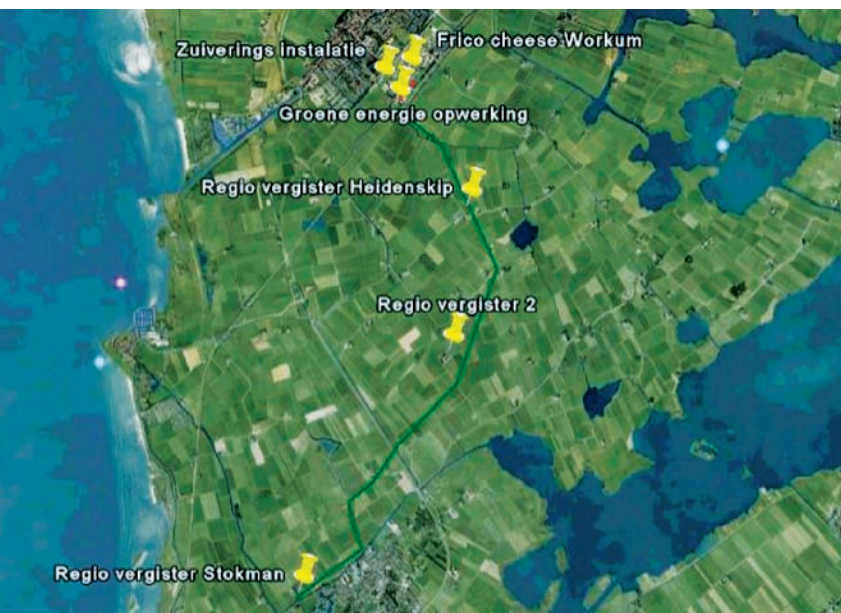 Zuiverings instalatie
Frico cheese Workum
Groene energie opwerking
Regio vergister Heidenskip
Regio vergister 2
Regio vergister Stokman